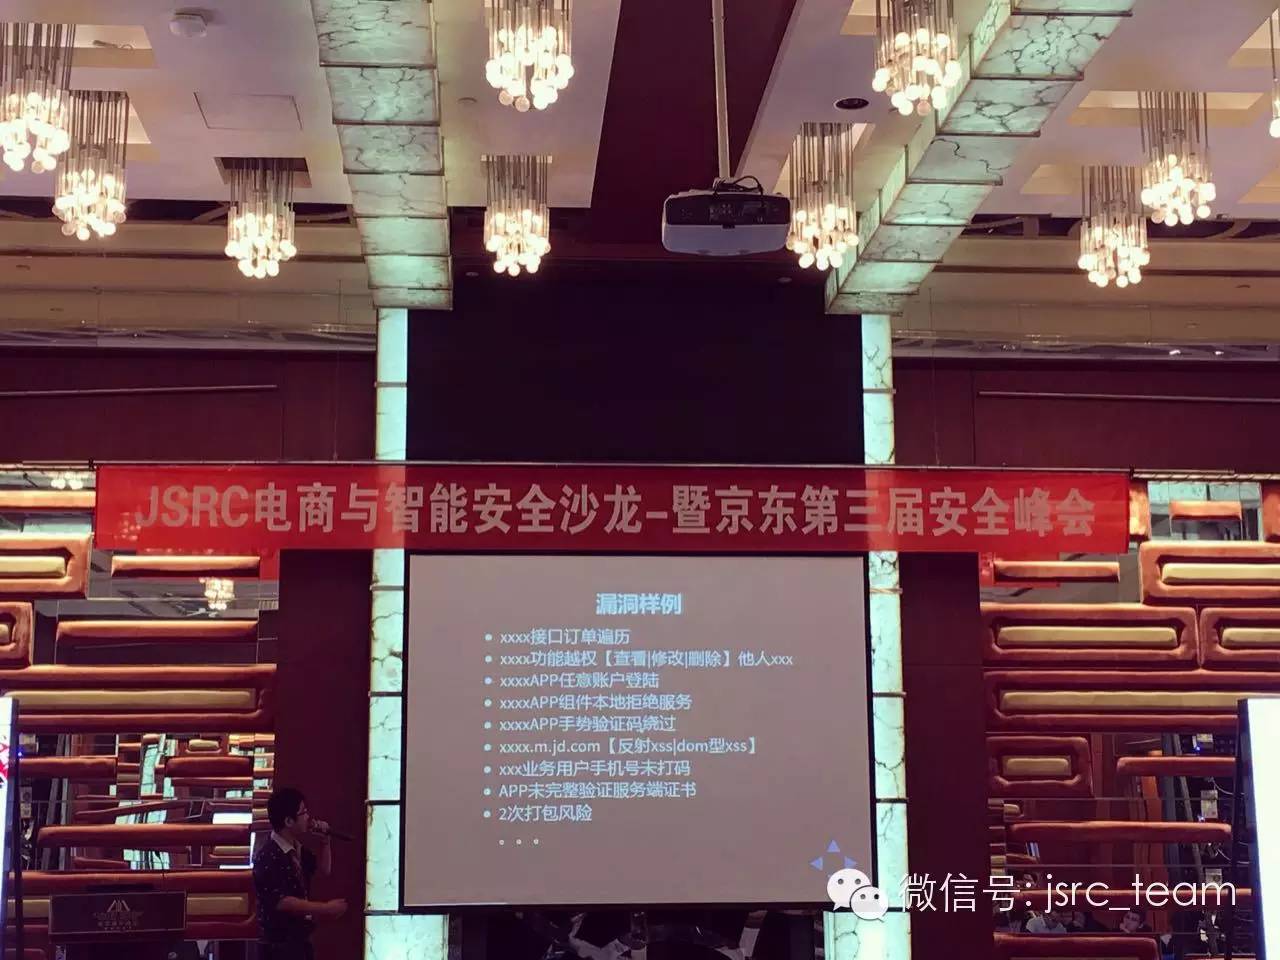 JSRC电商与智能安全沙龙-暨京东第三届安全峰会
漏洞样例
• xxxx接口订单遍历
• xxxx功能越权【查看|修改|删除】他人xxx
• xxxxAPP任意账户登陆
• xxxxAPP组件本地拒绝服务
• xxxxAPP手势验证码绕过
• xxxx.m.jd.com【反射xss|dom型xss】
• xxx业务用户手机号未打码
• APP未完整验证服务端证书
• 2次打包风险
。。。
微信号: jsrc_team